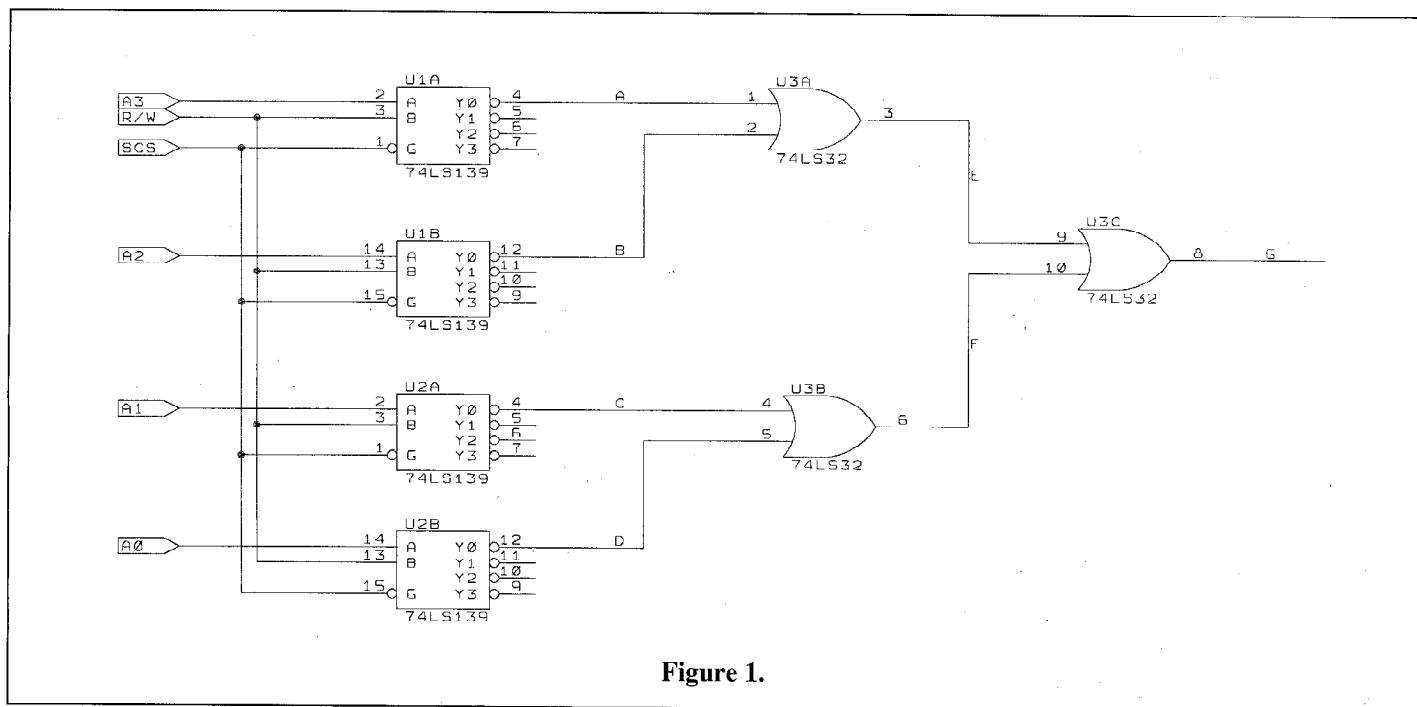 U1A
A3 2 A Y0 4 A
R/W 3 B Y1 5
Y2 6
SCS 1 G Y3 7
74LS139
U3A
1
2
3
74LS32
E
U1B
A2 14 A Y0 12 B
13 B Y1 11
Y2 10
15 G Y3 9
74LS139
U3C
9
10
8 G
74LS32
F
U2A
A1 2 A Y0 4 C
3 B Y1 5
Y2 6
1 G Y3 7
74LS139
U3B
4
5
6
74LS32
U2B
A0 14 A Y0 12 D
13 B Y1 11
Y2 10
15 G Y3 9
74LS139
Figure 1.